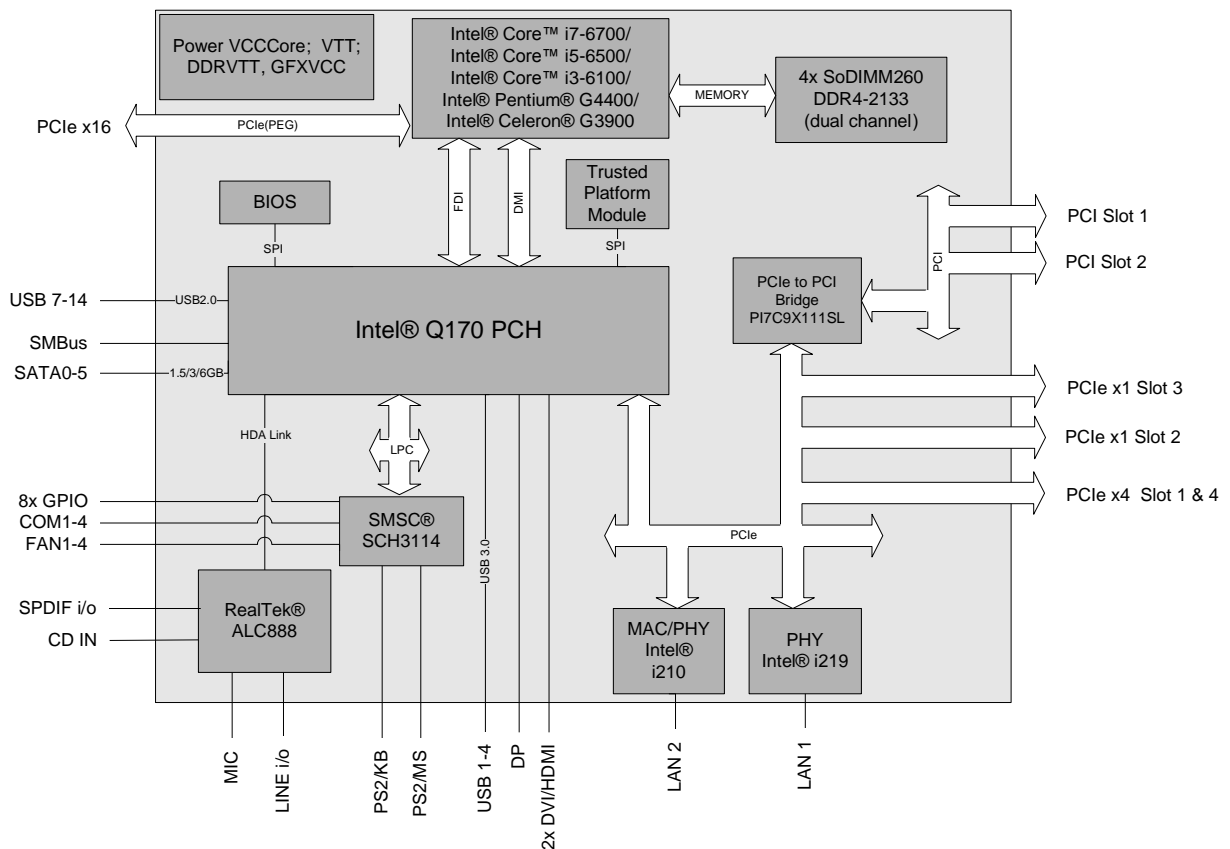 Power VCCCore; VTT;
DDRVTT, GFXVCC
Intel® Core™ i7-6700/
Intel® Core™ i5-6500/
Intel® Core™ i3-6100/
Intel® Pentium® G4400/
Intel® Celeron® G3900
MEMORY
4x SoDIMM260
DDR4-2133
(dual channel)
PCIe x16
PCIe(PEG)
BIOS
SPI
FDI
DMI
Trusted
Platform
Module
SPI
PCI
PCI Slot 1
PCI Slot 2
PCIe to PCI
Bridge
PI7C9X111SL
USB 7-14
USB2.0
SMBus
SATA0-5
1.5/3/6GB
Intel® Q170 PCH
PCIe x1 Slot 3
PCIe x1 Slot 2
PCIe x4 Slot 1 & 4
HDA Link
LPC
8x GPIO
COM1-4
FAN1-4
SMSC®
SCH3114
USB 3.0
PCIe
SPDIF i/o
CD IN
RealTek®
ALC888
MAC/PHY
Intel®
i210
PHY
Intel® i219
MIC
LINE i/o
PS2/KB
PS2/MS
USB 1-4
DP
2x DVI/HDMI
LAN 2
LAN 1